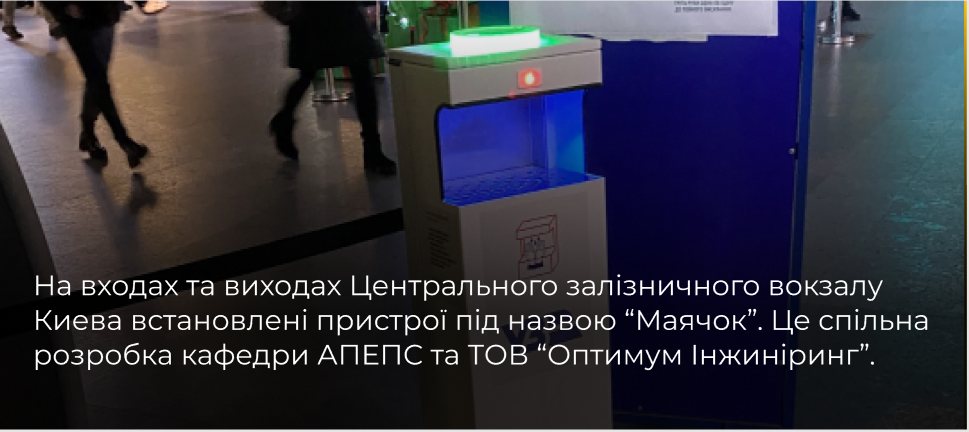 На входах та виходах Центрального залізничного вокзалу
Киева встановлені пристрої під назвою “Маячок”. Це спільна
розробка кафедри АПЕПС та ТОВ “Оптимум Інжиніринг”.